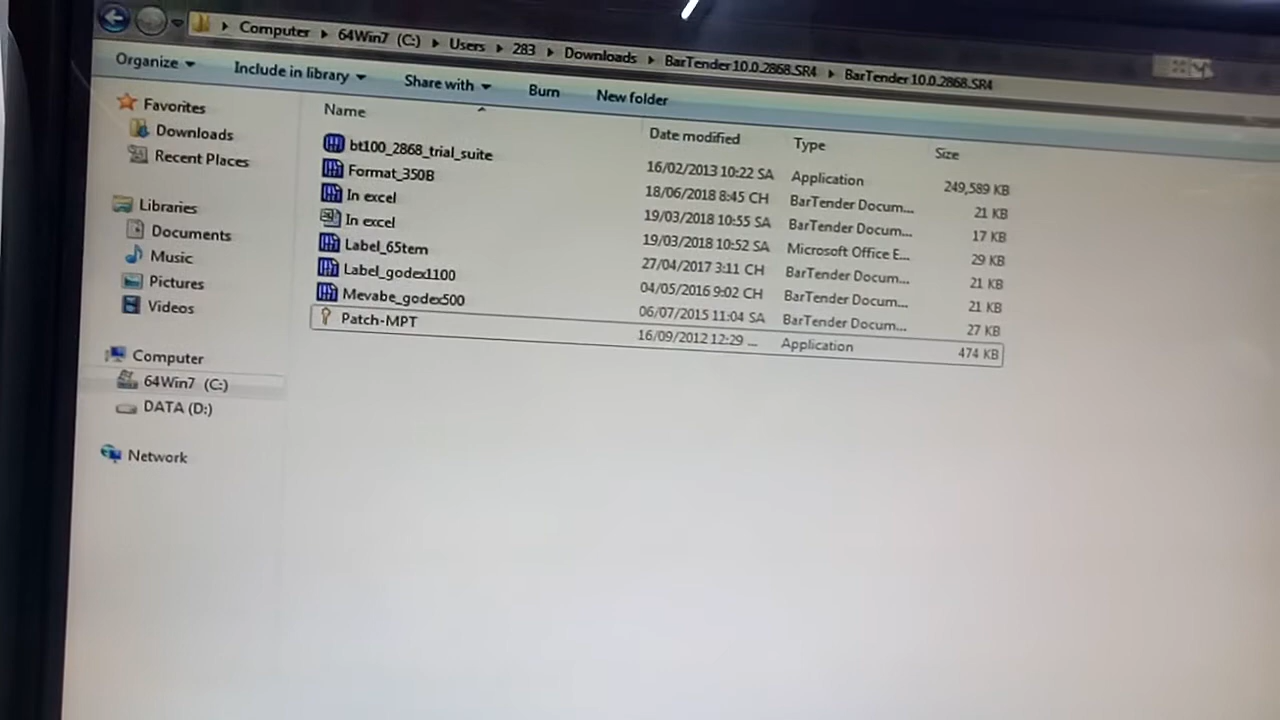 Computer 64Win7 (C:) Users 283 Downloads BarTender 10.0.2868.SR4 BarTender 10.0.2868.SR4
Organize Include in library Share with Burn New folder
Favorites
Downloads
Recent Places
Libraries
Documents
Music
Pictures
Videos
Computer
64Win7 (C:)
DATA (D:)
Network
Name Date modified Type Size
bt100_2868_trial_suite 16/02/2013 10:22 SA Application 249,589 KB
Format_350B 18/06/2018 8:45 CH BarTender Docum... 21 KB
In excel 19/03/2018 10:55 SA BarTender Docum... 17 KB
In excel 19/03/2018 10:52 SA Microsoft Office E... 29 KB
Label_65tem 27/04/2017 3:11 CH BarTender Docum... 21 KB
Label_godex1100 04/05/2016 9:02 CH BarTender Docum... 21 KB
Mevabe_godex500 06/07/2015 11:04 SA BarTender Docum... 27 KB
Patch-MPT 16/09/2012 12:29 ... Application 474 KB